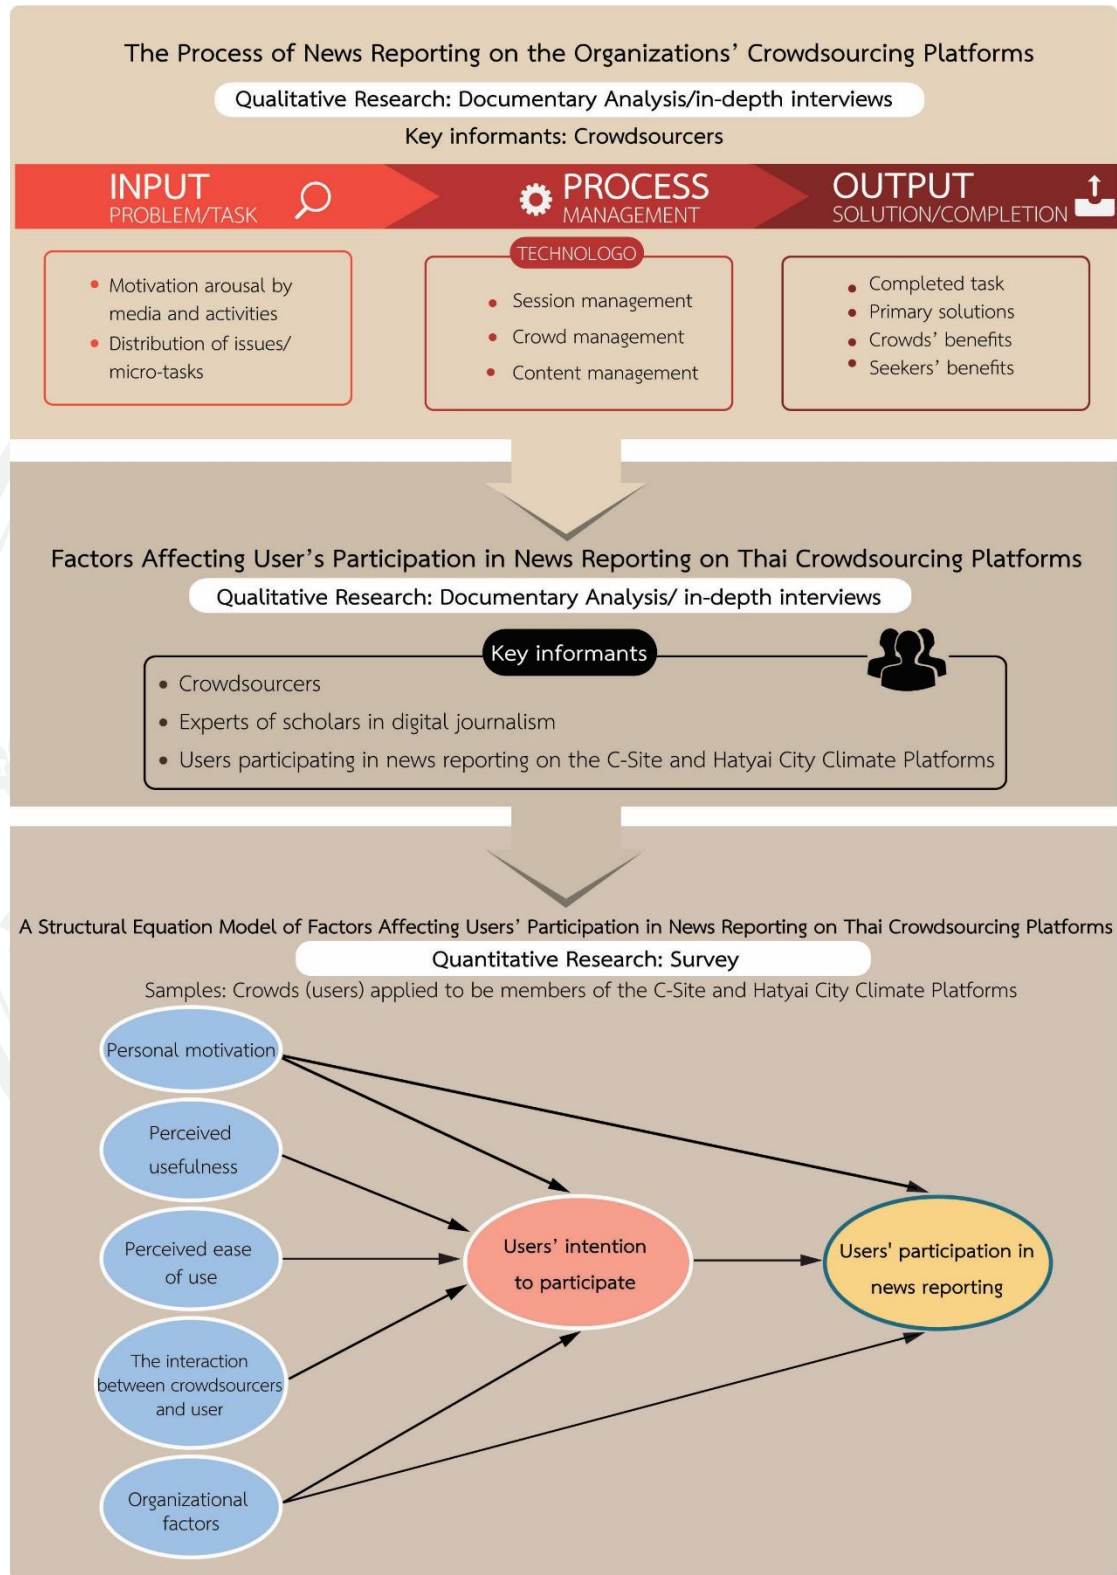 The Process of News Reporting on the Organizations' Crowdsourcing Platforms
Qualitative Research: Documentary Analysis/in-depth interviews
Key informants: Crowdsourcers
INPUT
PROBLEM/TASK
PROCESS
MANAGEMENT
OUTPUT
SOLUTION/COMPLETION
• Motivation arousal by
media and activities
• Distribution of issues/
micro-tasks
TECHNOLOGO
• Session management
• Crowd management
• Content management
• Completed task
• Primary solutions
• Crowds' benefits
• Seekers' benefits
Factors Affecting User's Participation in News Reporting on Thai Crowdsourcing Platforms
Qualitative Research: Documentary Analysis/ in-depth interviews
Key informants
• Crowdsourcers
• Experts of scholars in digital journalism
• Users participating in news reporting on the C-Site and Hatyai City Climate Platforms
A Structural Equation Model of Factors Affecting Users' Participation in News Reporting on Thai Crowdsourcing Platforms
Quantitative Research: Survey
Samples: Crowds (users) applied to be members of the C-Site and Hatyai City Climate Platforms
Personal motivation
Perceived
usefulness
Perceived ease
of use
The interaction
between crowdsourcers
and user
Organizational
factors
Users' intention
to participate
Users' participation in
news reporting